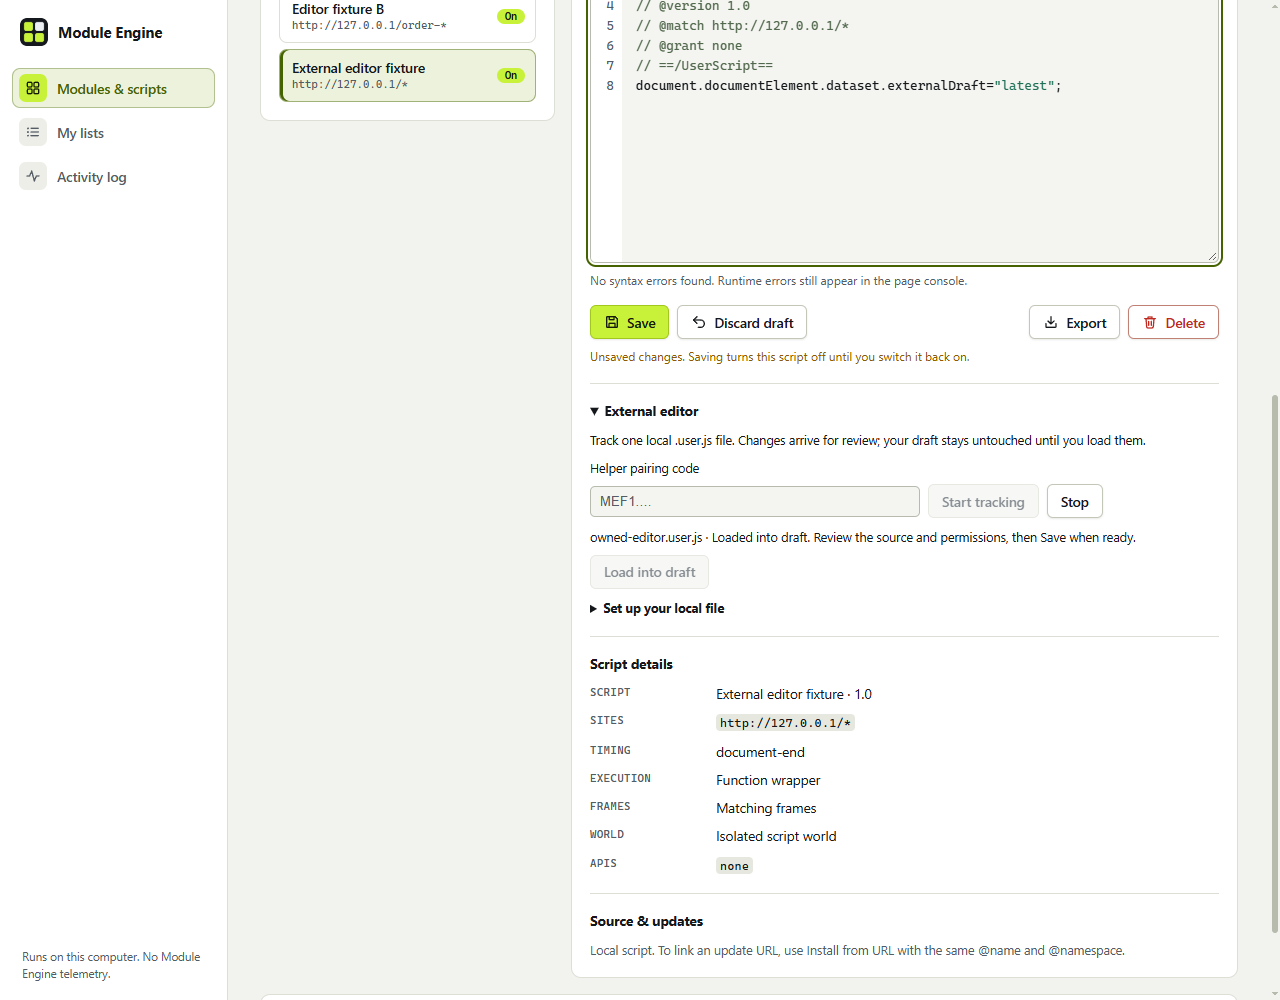 Module Engine
Modules & scripts
My lists
Activity log
Runs on this computer. No Module
Engine telemetry.
Editor fixture B
http://127.0.0.1/order-*
On
External editor fixture
http://127.0.0.1/*
On
4 // @version 1.0
5 // @match http://127.0.0.1/*
6 // @grant none
7 // ==/UserScript==
8 document.documentElement.dataset.externalDraft="latest";
No syntax errors found. Runtime errors still appear in the page console.
Save
Discard draft
Export
Delete
Unsaved changes. Saving turns this script off until you switch it back on.
External editor
Track one local .user.js file. Changes arrive for review; your draft stays untouched until you load them.
Helper pairing code
MEF1.…
Start tracking
Stop
owned-editor.user.js · Loaded into draft. Review the source and permissions, then Save when ready.
Load into draft
Set up your local file
Script details
SCRIPT External editor fixture · 1.0
SITES http://127.0.0.1/*
TIMING document-end
EXECUTION Function wrapper
FRAMES Matching frames
WORLD Isolated script world
APIS none
Source & updates
Local script. To link an update URL, use Install from URL with the same @name and @namespace.